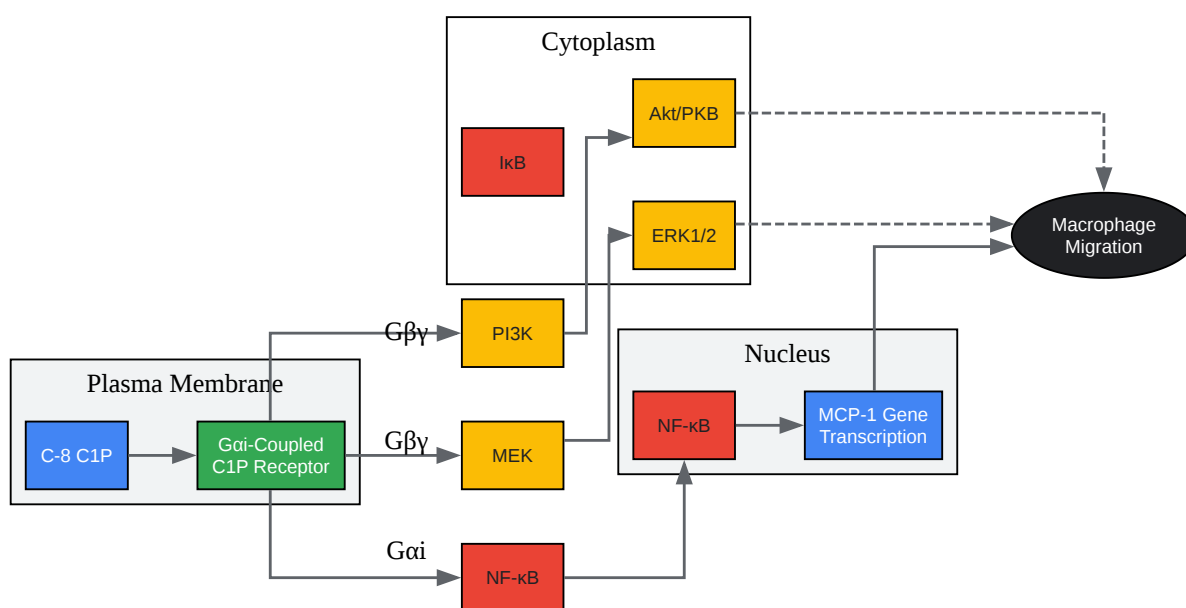 Cytoplasm
Akt/PKB
IκB
ERK1/2
Macrophage
Migration
Gβγ
PI3K
Nucleus
Plasma Membrane
NF-κB
MCP-1 Gene
Transcription
C-8 C1P
Gαi-Coupled
C1P Receptor
Gβγ
MEK
Gαi
NF-κB